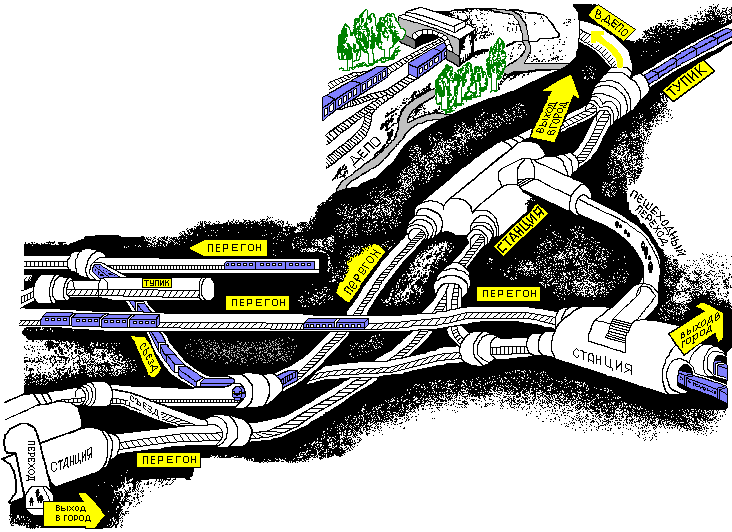 В ДЕПО
ТУПИК
ВЫХОД
В ГОРОД
ДЕПО
ПЕШЕХОДНЫЙ
ПЕРЕХОД
СТАНЦИЯ
ПЕРЕГОН
ТУПИК
ПЕРЕГОН
ПЕРЕГОН
ПЕРЕГОН
ВЫХОД В
ГОРОД
СЪЕЗД
СТАНЦИЯ
СЪЕЗД
ПЕРЕХОД
СТАНЦИЯ
ПЕРЕГОН
ВЫХОД
В ГОРОД